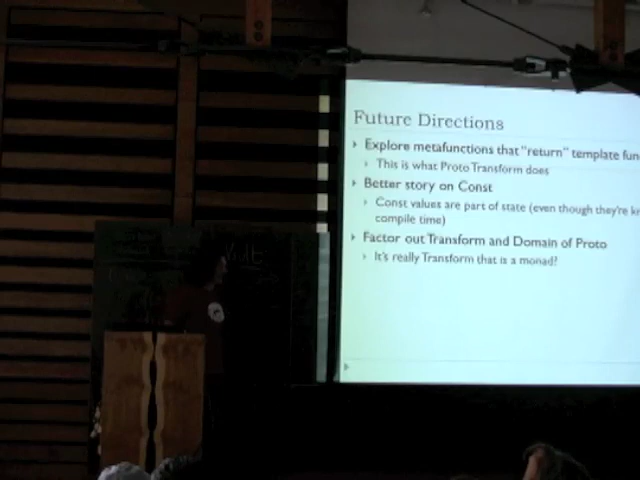 Future Directions
Explore metafunctions that "return" template fun
This is what Proto Transform does
Better story on Const
Const values are part of state (even though they're kn
compile time)
Factor out Transform and Domain of Proto
It's really Transform that is a monad?